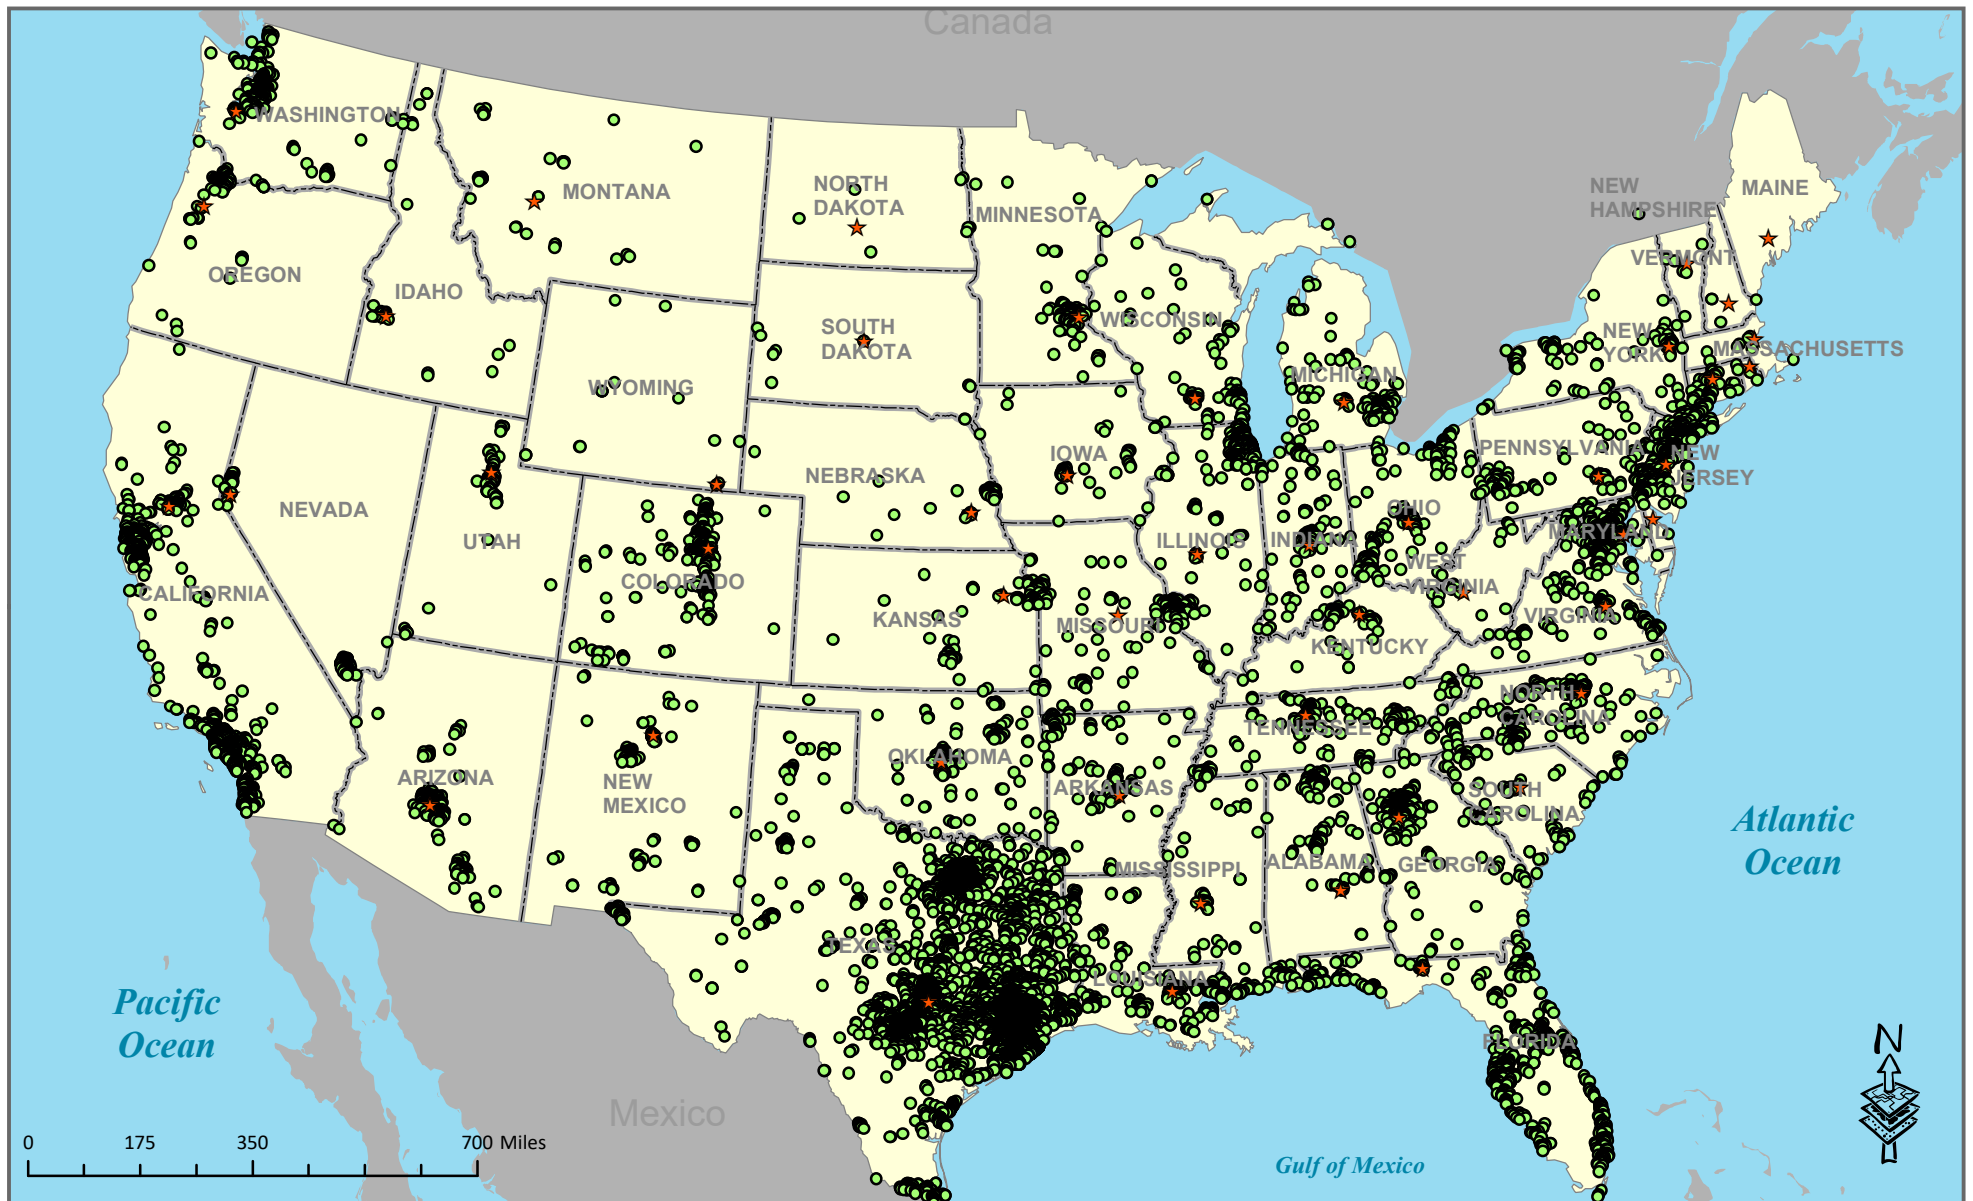 Canada
WASHINGTON
MONTANA
NORTH
DAKOTA
MINNESOTA
NEW
HAMPSHIRE
MAINE
VERMONT
OREGON
IDAHO
SOUTH
DAKOTA
WISCONSIN
NEW
YORK
MASSACHUSETTS
MICHIGAN
WYOMING
IOWA
NEBRASKA
PENNSYLVANIA
NEW
JERSEY
NEVADA
UTAH
COLORADO
ILLINOIS
INDIANA
OHIO
MARYLAND
WEST
VIRGINIA
CALIFORNIA
KANSAS
MISSOURI
KENTUCKY
VIRGINIA
NORTH
CAROLINA
TENNESSEE
OKLAHOMA
ARIZONA
NEW
MEXICO
ARKANSAS
SOUTH
CAROLINA
MISSISSIPPI
ALABAMA
GEORGIA
Atlantic
Ocean
TEXAS
LOUISIANA
Pacific
Ocean
FLORIDA
N
Mexico
0 175 350 700 Miles
Gulf of Mexico